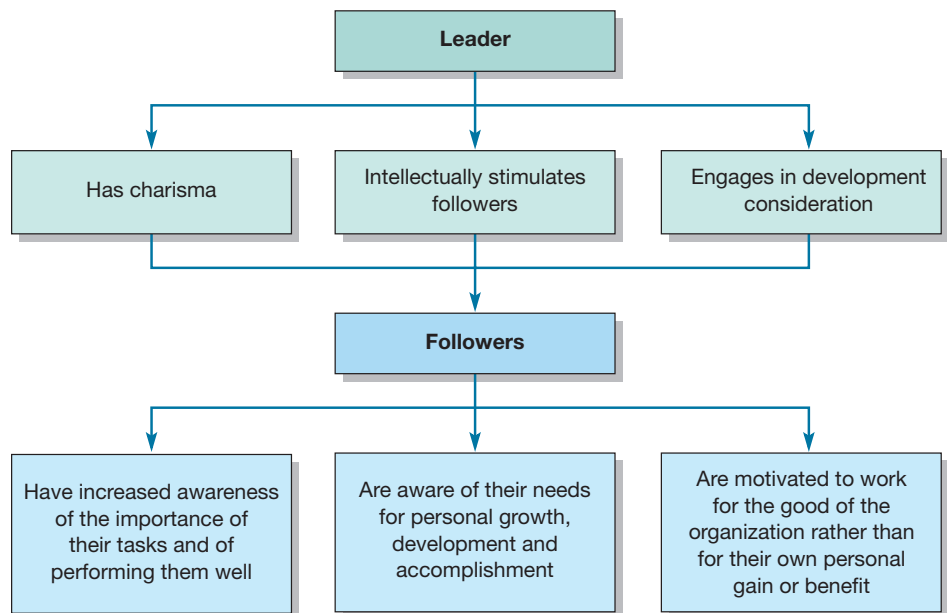 Leader
Has charisma
Intellectually stimulates
followers
Engages in development
consideration
Followers
Have increased awareness
of the importance of
their tasks and of
performing them well
Are aware of their needs
for personal growth,
development and
accomplishment
Are motivated to work
for the good of the
organization rather than
for their own personal
gain or benefit